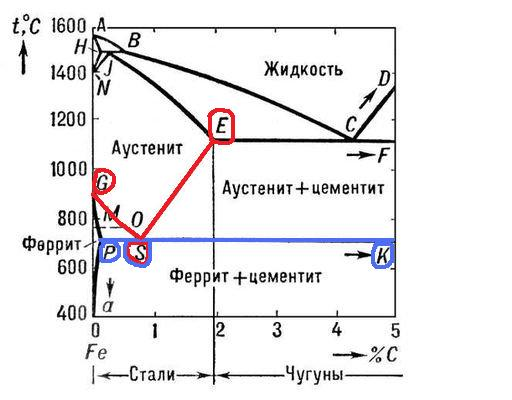 t,°C
1600
A
H
B
J
1400
N
Жидкость
D
1200
E
C
F
Аустенит
1000
G
Аустенит + цементит
800
M
O
Феррит
P
S
K
600
Феррит + цементит
a
400
0
1
2
3
4
5
Fe
%C
Стали
Чугуны